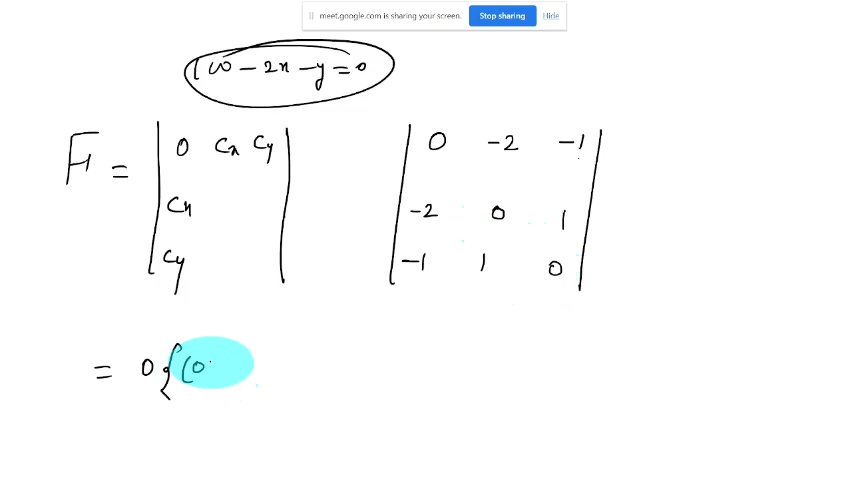 meet.google.com is sharing your screen. Stop sharing Hide
100 - 2x - y = 0
H̄ = | 0 Cx Cy | | 0 -2 -1 |
| Cx | | -2 0 1 |
| Cy | | -1 1 0 |
= 0 { (0